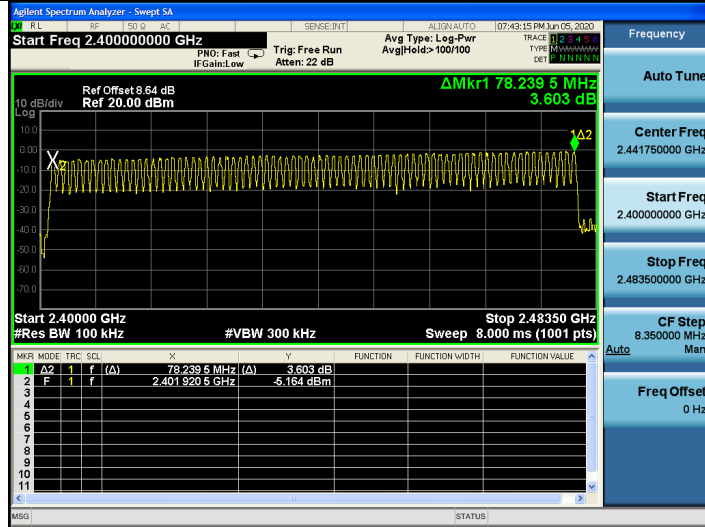 Agilent Spectrum Analyzer - Swept SA
LXI RL RF 50 Ω AC SENSE:INT ALIGN AUTO 07:43:15 PM Jun 05, 2020
Start Freq 2.400000000 GHz
PNO: Fast
IFGain:Low
Trig: Free Run
Atten: 22 dB
Avg Type: Log-Pwr
Avg|Hold:>100/100
TRACE 1 2 3 4 5 6
TYPE M
DET P N N N N N
Ref Offset 8.64 dB
Ref 20.00 dBm
10 dB/div
Log
ΔMkr1 78.239 5 MHz
3.603 dB
10.0
0.00
-10.0
-20.0
-30.0
-40.0
-50.0
-60.0
-70.0
X2
1Δ2
Start 2.40000 GHz
Stop 2.48350 GHz
#Res BW 100 kHz
#VBW 300 kHz
Sweep 8.000 ms (1001 pts)
MKR MODE TRC SCL X Y FUNCTION FUNCTION WIDTH FUNCTION VALUE
1 Δ2 1 f (Δ) 78.239 5 MHz (Δ) 3.603 dB
2 F 1 f 2.401 920 5 GHz -5.164 dBm
3
4
5
6
7
8
9
10
11
MSG
STATUS
Frequency
Auto Tune
Center Freq
2.441750000 GHz
Start Freq
2.400000000 GHz
Stop Freq
2.483500000 GHz
CF Step
8.350000 MHz
Auto Man
Freq Offset
0 Hz